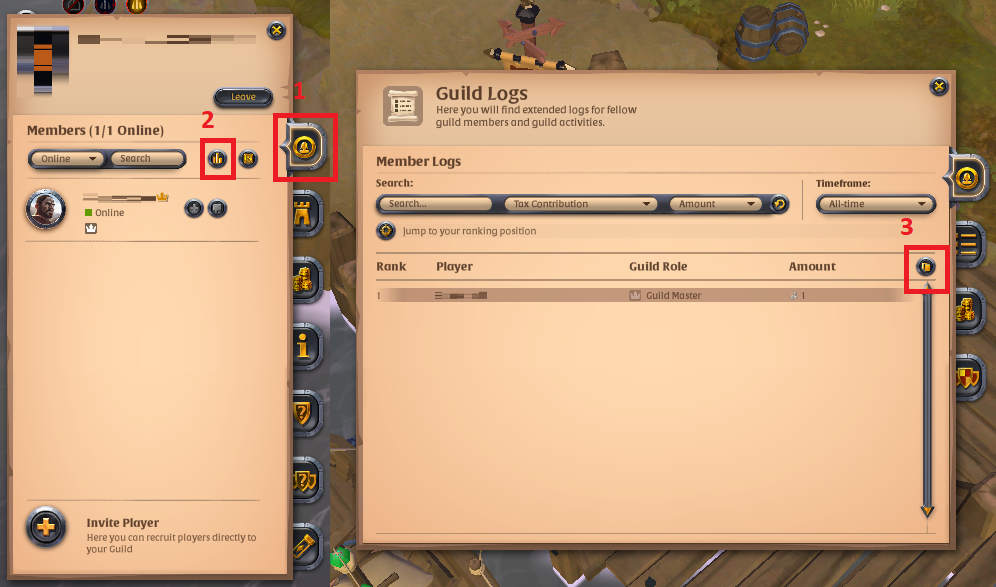 Leave
1
Members (1/1 Online)
2
Online
Search
Online
Invite Player
Here you can recruit players directly to
your Guild
Guild Logs
Here you will find extended logs for fellow
guild members and guild activities.
Member Logs
Search:
Timeframe:
Search...
Tax Contribution
Amount
All-time
Jump to your ranking position
3
Rank
Player
Guild Role
Amount
1
Guild Master
1